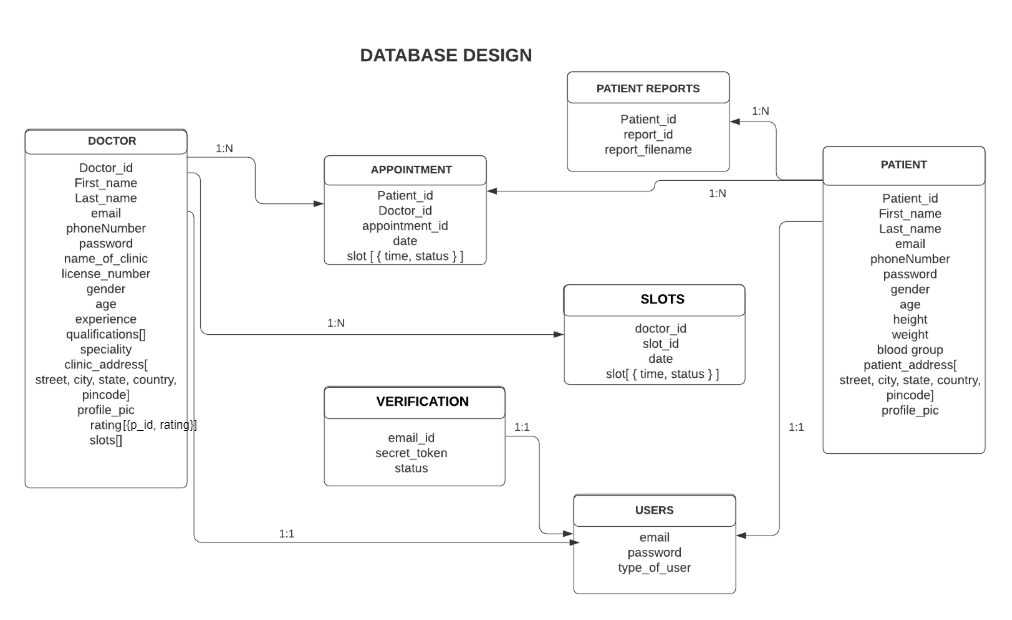 DATABASE DESIGN
DOCTOR
Doctor_id
First_name
Last_name
email
phoneNumber
password
name_of_clinic
license_number
gender
age
experience
qualifications[]
speciality
clinic_address[
street, city, state, country,
pincode]
profile_pic
rating[{p_id, rating}]
slots[]
1:N
APPOINTMENT
Patient_id
Doctor_id
appointment_id
date
slot [ { time, status } ]
PATIENT REPORTS
Patient_id
report_id
report_filename
1:N
1:N
PATIENT
Patient_id
First_name
Last_name
email
phoneNumber
password
gender
age
height
weight
blood group
patient_address[
street, city, state, country,
pincode]
profile_pic
1:N
SLOTS
doctor_id
slot_id
date
slot[ { time, status } ]
VERIFICATION
email_id
secret_token
status
1:1
1:1
1:1
USERS
email
password
type_of_user